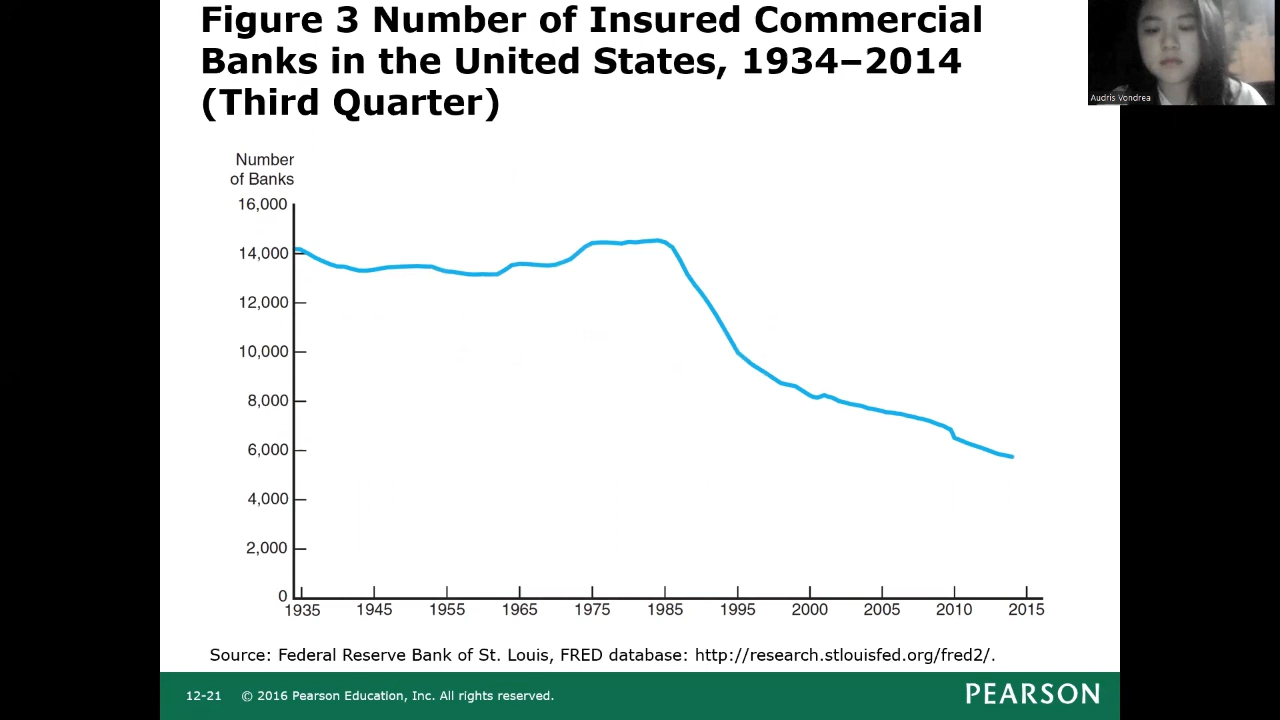 Figure 3 Number of Insured Commercial
Banks in the United States, 1934–2014
(Third Quarter)
Audris Vondrea
Number
of Banks
16,000
14,000
12,000
10,000
8,000
6,000
4,000
2,000
0
1935 1945 1955 1965 1975 1985 1995 2000 2005 2010 2015
Source: Federal Reserve Bank of St. Louis, FRED database: http://research.stlouisfed.org/fred2/.
12-21 © 2016 Pearson Education, Inc. All rights reserved.
PEARSON